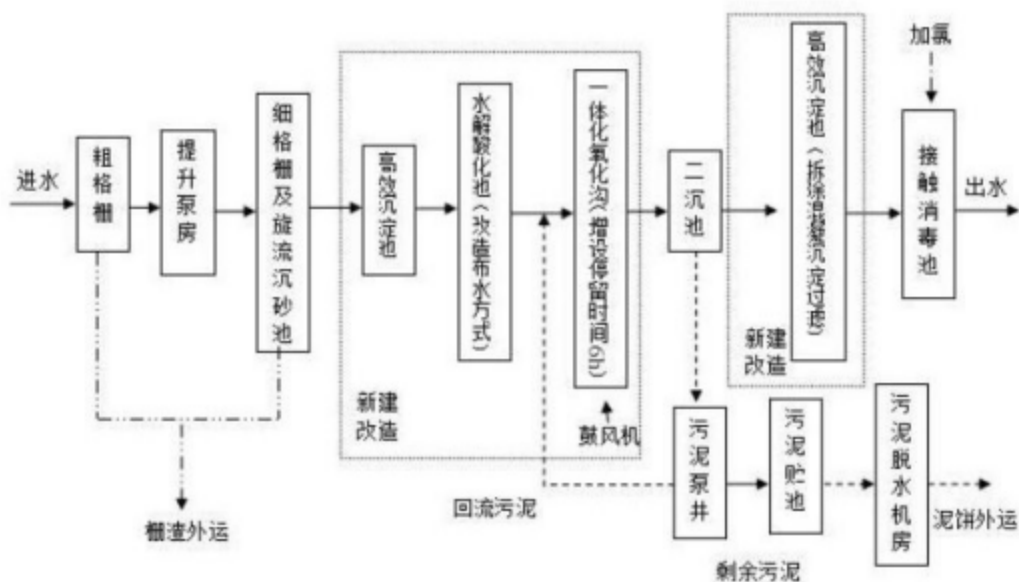 进水
粗格栅
提升泵房
细格栅及旋流沉砂池
高效沉淀池
水解酸化池(改造布水方式)
一体化氧化沟(增设停留时间6h)
鼓风机
新建
改造
二沉池
高效沉淀池(拆除混凝沉淀过滤)
新建
改造
加氯
接触消毒池
出水
栅渣外运
回流污泥
污泥泵井
污泥贮池
污泥脱水机房
泥饼外运
剩余污泥